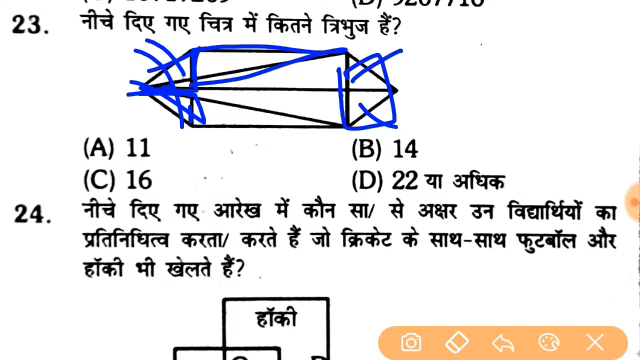 (D) 9207716
23. नीचे दिए गए चित्र में कितने त्रिभुज हैं?
(A) 11 (B) 14
(C) 16 (D) 22 या अधिक
24. नीचे दिए गए आरेख में कौन सा/ से अक्षर उन विद्यार्थियों का
प्रतिनिधित्व करता/ करते हैं जो क्रिकेट के साथ-साथ फुटबॉल और
हॉकी भी खेलते हैं?
हॉकी